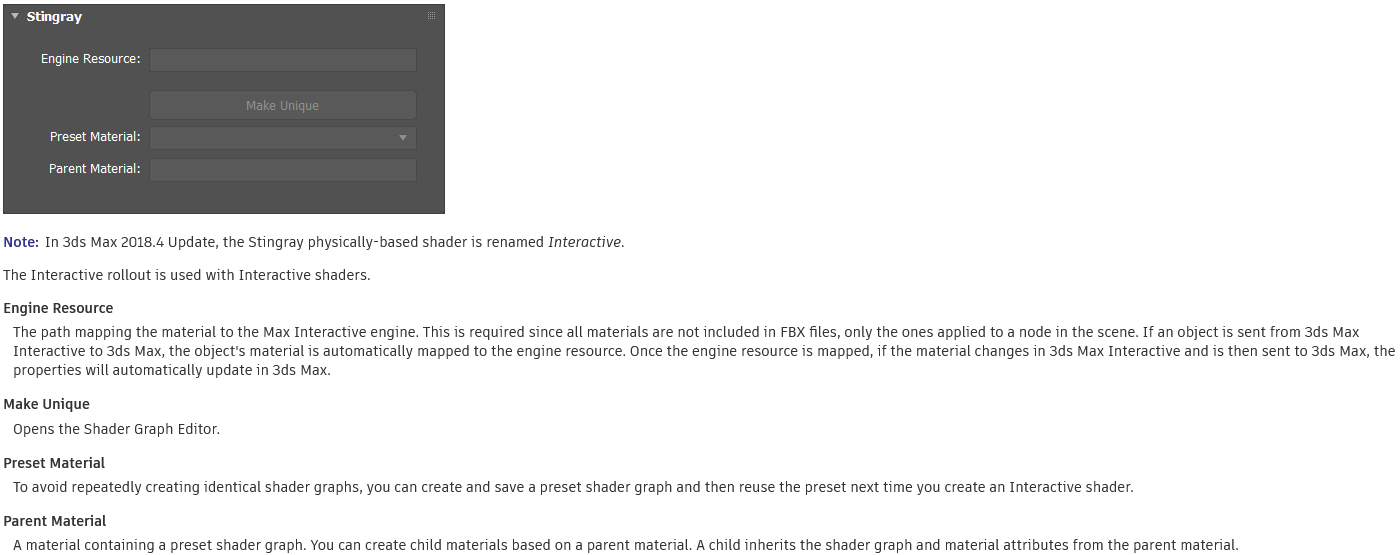 Stingray
Engine Resource:
Make Unique
Preset Material:
Parent Material:
Note: In 3ds Max 2018.4 Update, the Stingray physically-based shader is renamed Interactive.
The Interactive rollout is used with Interactive shaders.
Engine Resource
The path mapping the material to the Max Interactive engine. This is required since all materials are not included in FBX files, only the ones applied to a node in the scene. If an object is sent from 3ds Max
Interactive to 3ds Max, the object's material is automatically mapped to the engine resource. Once the engine resource is mapped, if the material changes in 3ds Max Interactive and is then sent to 3ds Max, the
properties will automatically update in 3ds Max.
Make Unique
Opens the Shader Graph Editor.
Preset Material
To avoid repeatedly creating identical shader graphs, you can create and save a preset shader graph and then reuse the preset next time you create an Interactive shader.
Parent Material
A material containing a preset shader graph. You can create child materials based on a parent material. A child inherits the shader graph and material attributes from the parent material.